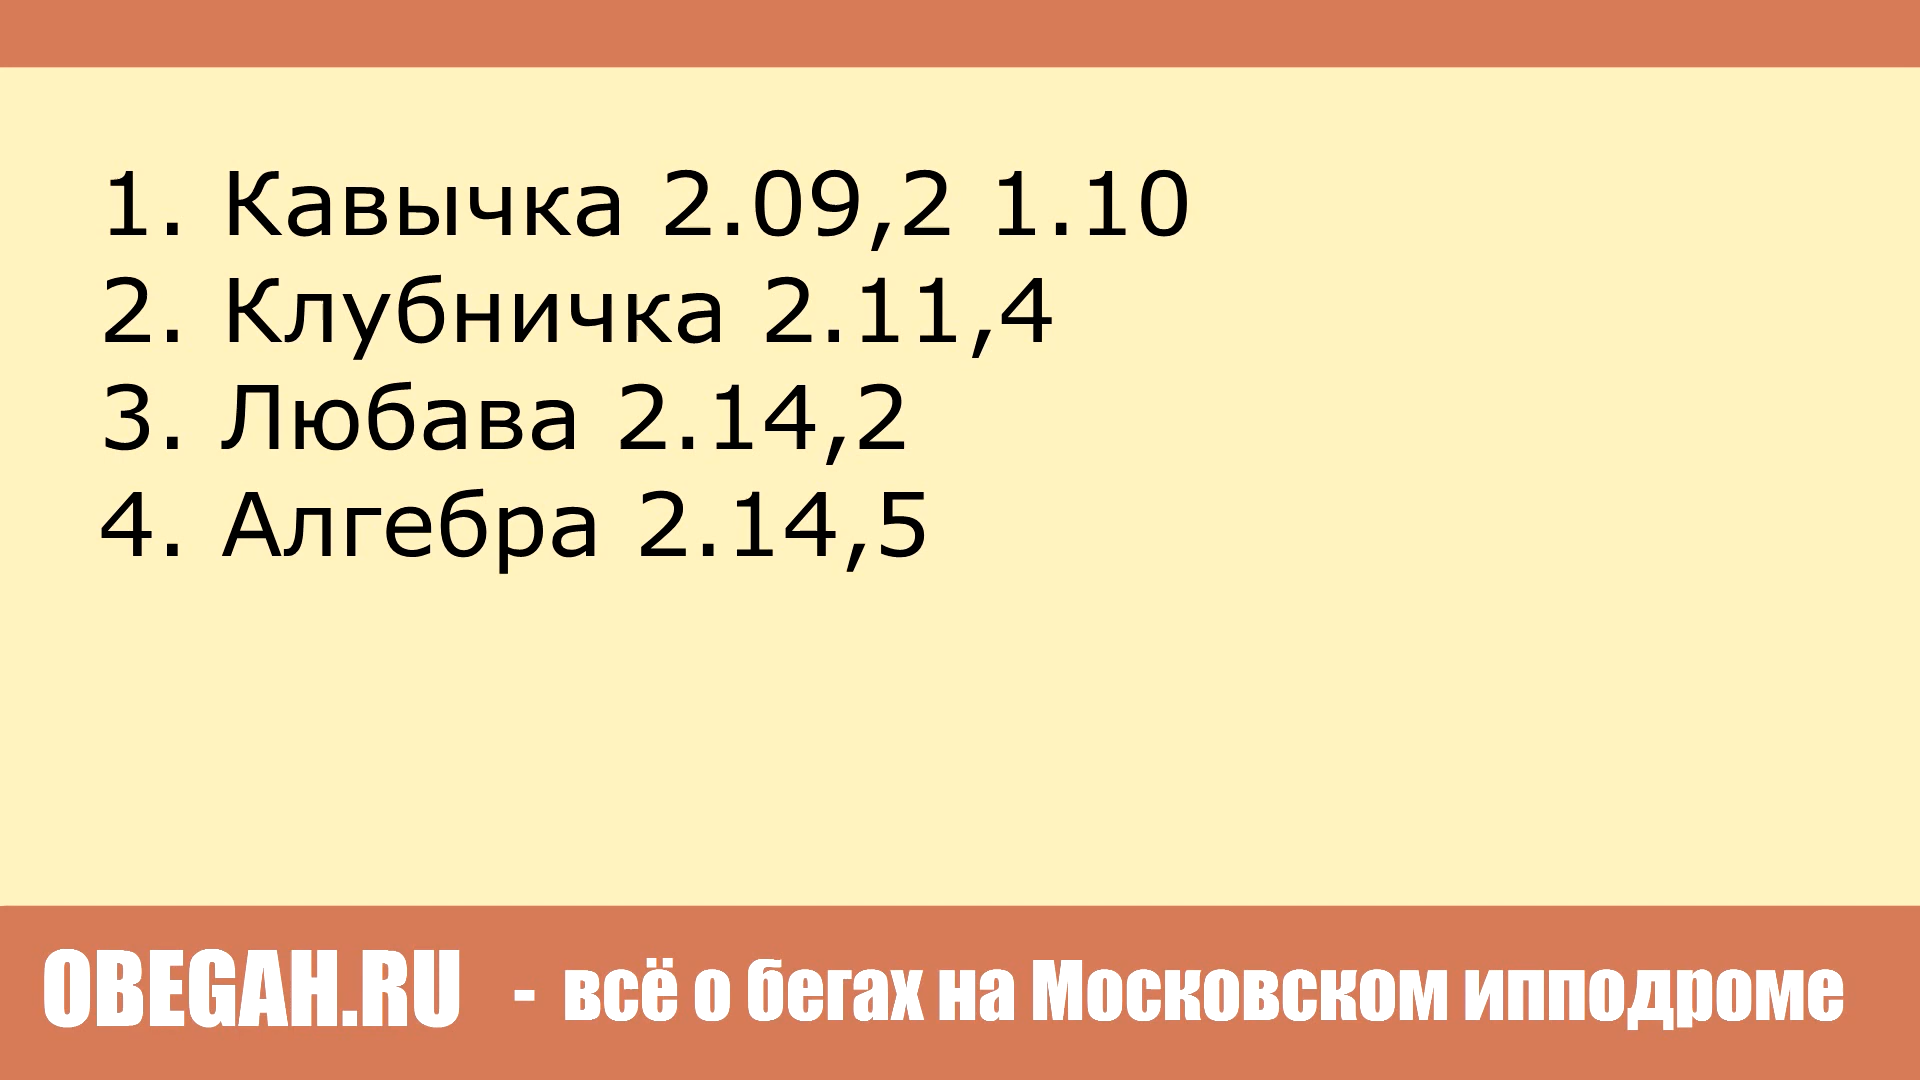 1. Кавычка 2.09,2 1.10
2. Клубничка 2.11,4
3. Любава 2.14,2
4. Алгебра 2.14,5
OBEGAH.RU - всё о бегах на Московском ипподроме